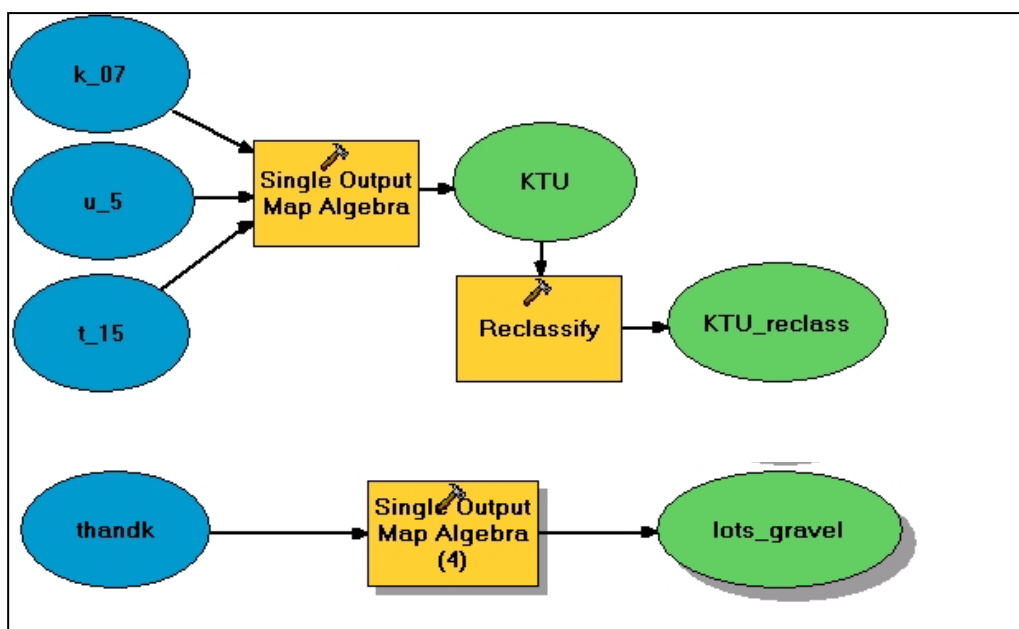 k_07
u_5
t_15
Single Output
Map Algebra
KTU
Reclassify
KTU_reclass
thandk
Single Output
Map Algebra
(4)
lots_gravel